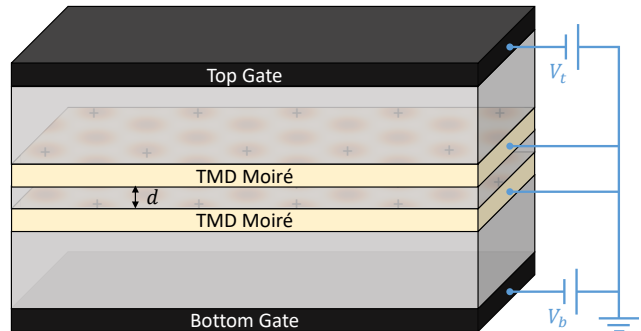 Top Gate
V_t
TMD Moiré
d
TMD Moiré
V_b
Bottom Gate